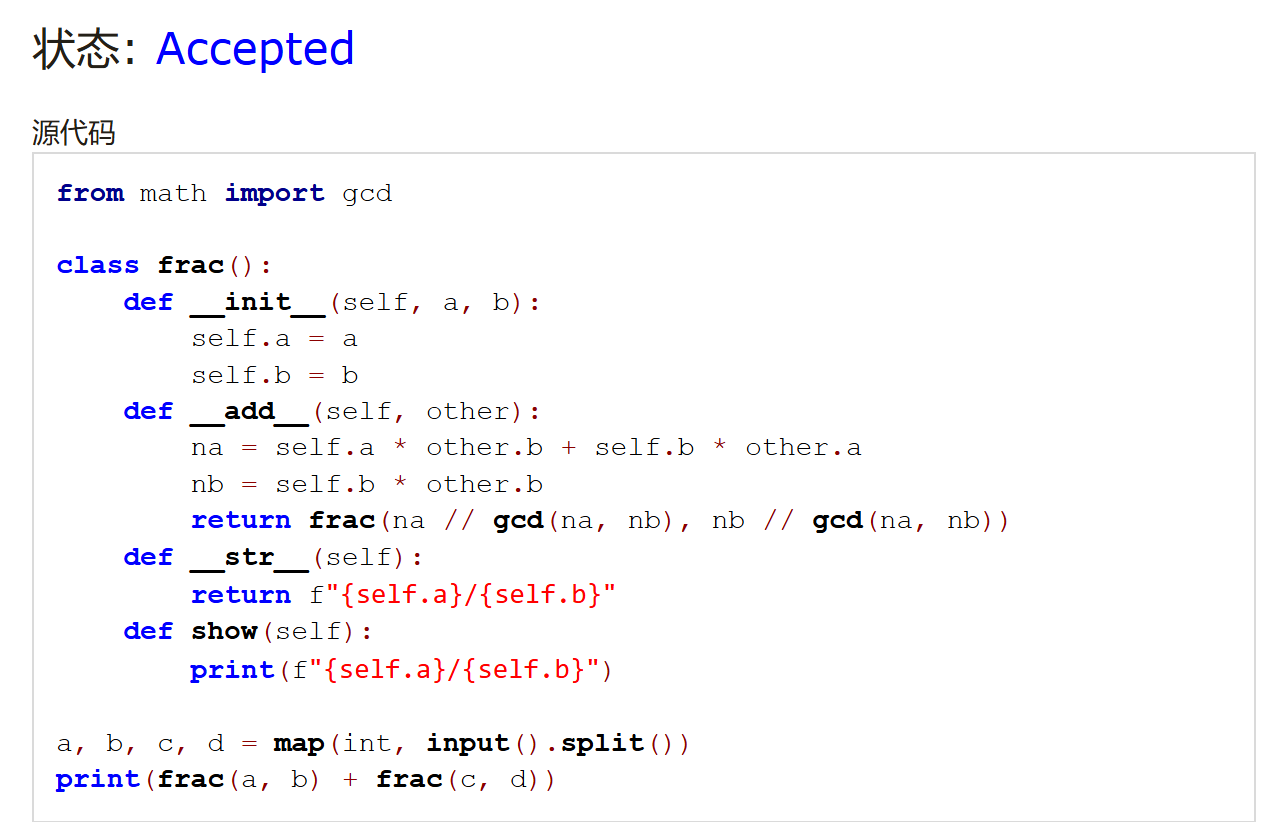 状态: Accepted
源代码
from math import gcd
class frac():
    def __init__(self, a, b):
        self.a = a
        self.b = b
    def __add__(self, other):
        na = self.a * other.b + self.b * other.a
        nb = self.b * other.b
        return frac(na // gcd(na, nb), nb // gcd(na, nb))
    def __str__(self):
        return f"{self.a}/{self.b}"
    def show(self):
        print(f"{self.a}/{self.b}")
a, b, c, d = map(int, input().split())
print(frac(a, b) + frac(c, d))